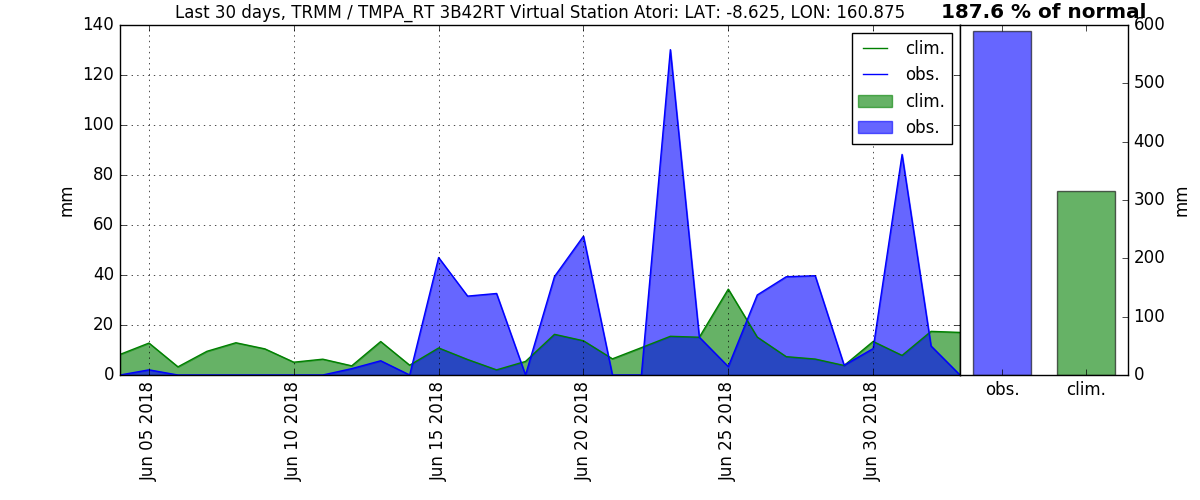 Last 30 days, TRMM / TMPA_RT 3B42RT Virtual Station Atori: LAT: -8.625, LON: 160.875
187.6 % of normal
mm
140
120
100
80
60
40
20
0
clim.
obs.
clim.
obs.
Jun 05 2018
Jun 10 2018
Jun 15 2018
Jun 20 2018
Jun 25 2018
Jun 30 2018
600
500
400
300
200
100
0
mm
obs.
clim.